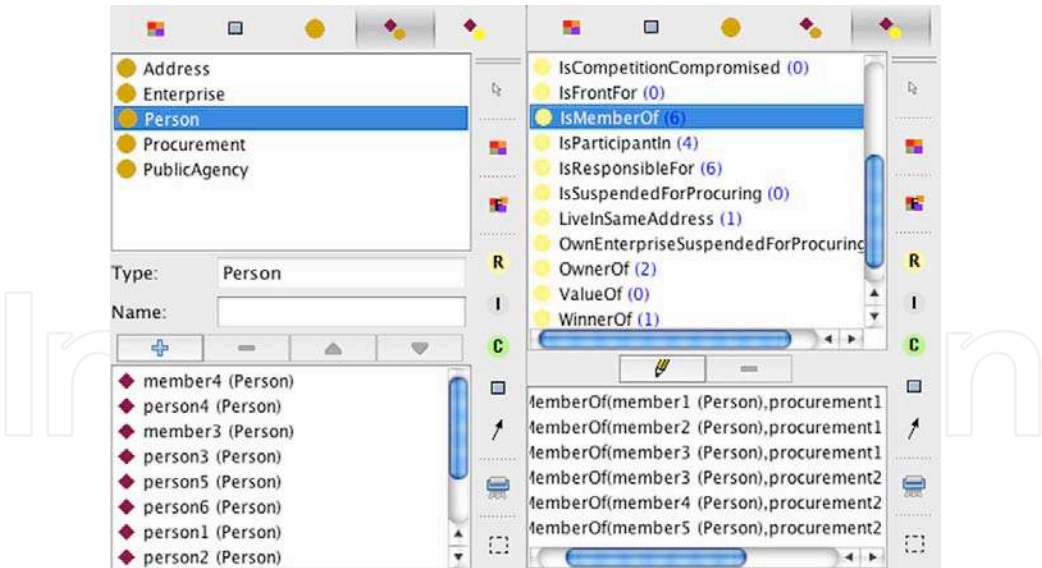 Address
Enterprise
Person
Procurement
PublicAgency
Type:
Person
Name:
member4 (Person)
person4 (Person)
member3 (Person)
person3 (Person)
person5 (Person)
person6 (Person)
person1 (Person)
person2 (Person)
F
R
I
C
IsCompetitionCompromised (0)
IsFrontFor (0)
IsMemberOf (6)
IsParticipantIn (4)
IsResponsibleFor (6)
IsSuspendedForProcuring (0)
LiveInSameAddress (1)
OwnEnterpriseSuspendedForProcuring
OwnerOf (2)
ValueOf (0)
WinnerOf (1)
MemberOf(member1 (Person),procurement1
MemberOf(member2 (Person),procurement1
MemberOf(member3 (Person),procurement1
MemberOf(member3 (Person),procurement2
MemberOf(member4 (Person),procurement2
MemberOf(member5 (Person),procurement2
F
R
I
C